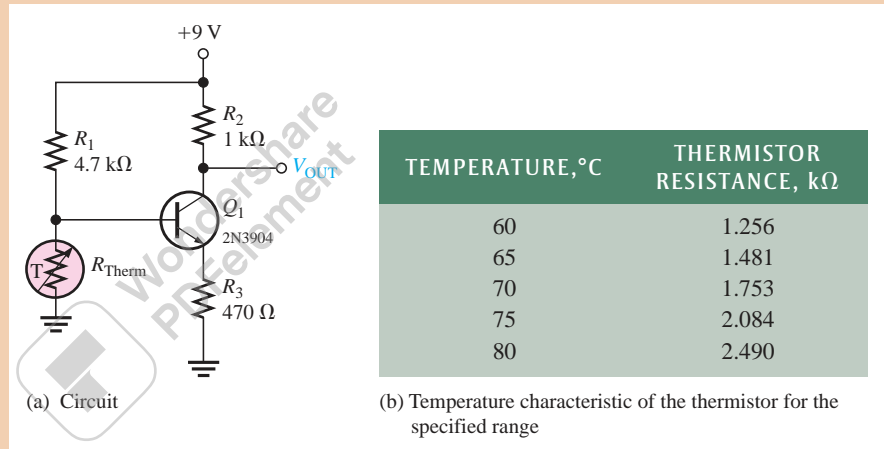 +9 V
R1
4.7 kΩ
R2
1 kΩ
VOUT
Q1
2N3904
T
RTherm
R3
470 Ω
(a) Circuit
Wondershare
PDFelement
TEMPERATURE,°C THERMISTOR RESISTANCE, kΩ
60 1.256
65 1.481
70 1.753
75 2.084
80 2.490
(b) Temperature characteristic of the thermistor for the
specified range